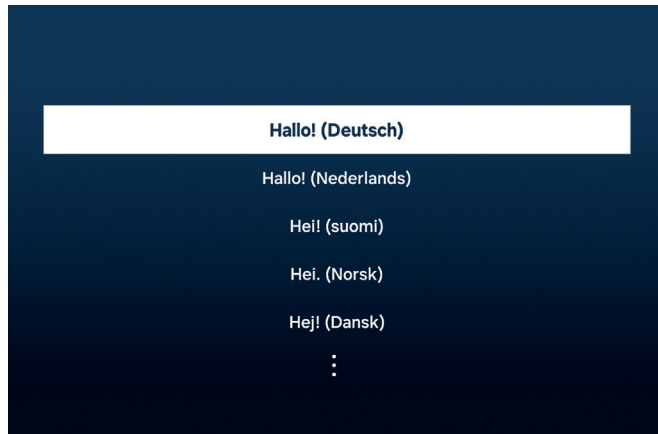 Hallo! (Deutsch)
Hallo! (Nederlands)
Hei! (suomi)
Hei. (Norsk)
Hej! (Dansk)